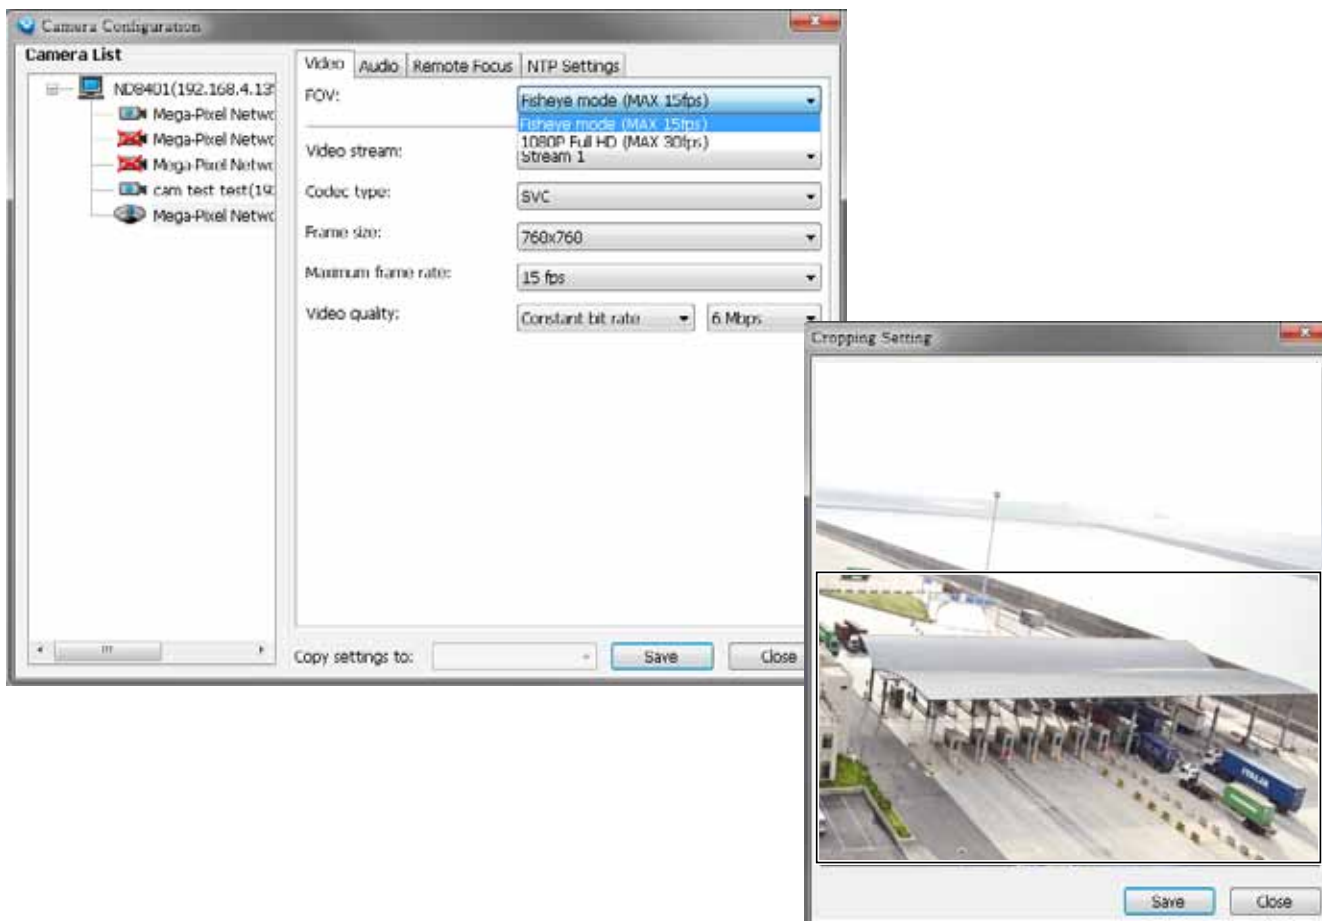 Camera Configuration
Camera List
ND8401(192.168.4.13
Mega-Pixel Netwo
Mega-Pixel Netwo
Mega-Pixel Netwo
cam test test(19
Mega-Pixel Netwo
Video Audio Remote Focus NTP Settings
FOV: Fisheye mode (MAX 15fps)
Fisheye mode (MAX 15fps)
1080P Full HD (MAX 30fps)
Video stream: Stream 1
Codec type: SVC
Frame size: 768x768
Maximum frame rate: 15 fps
Video quality: Constant bit rate 6 Mbps
Copy settings to: Save Close
Cropping Setting
Save Close